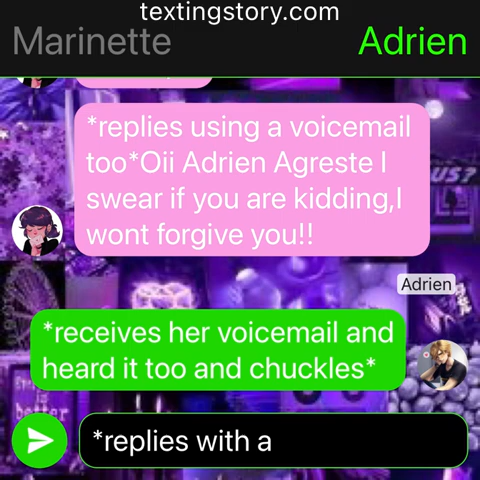 textingstory.com
Marinette
Adrien
*replies using a voicemail
too*Oii Adrien Agreste I
swear if you are kidding,I
wont forgive you!!
Adrien
*receives her voicemail and
heard it too and chuckles*
*replies with a